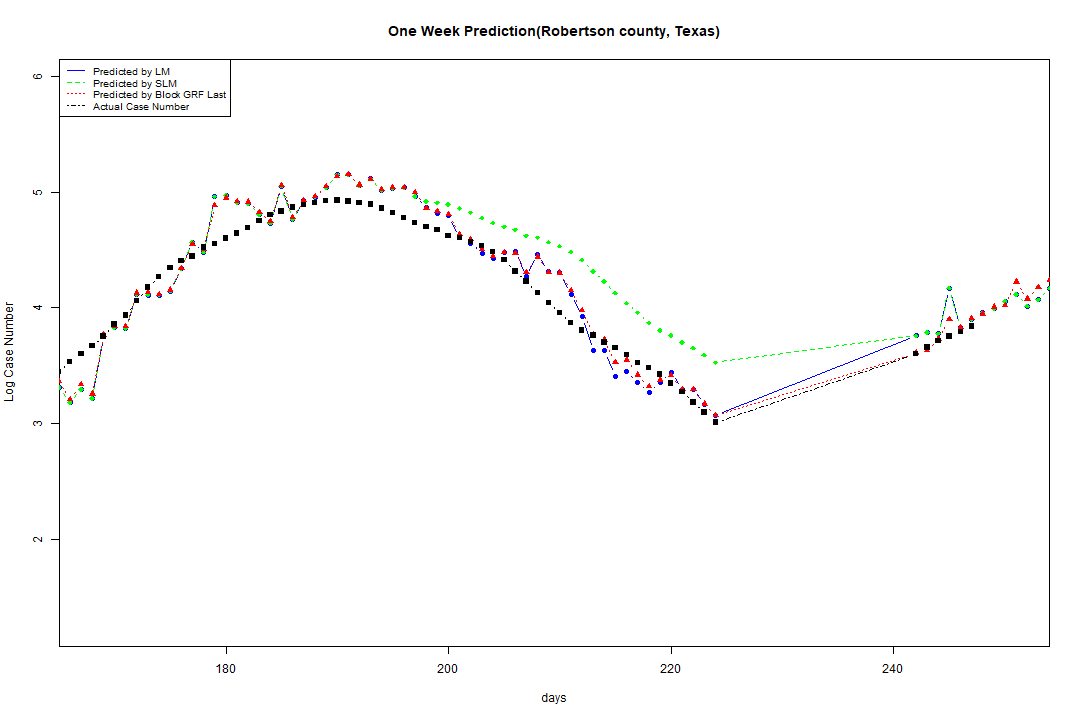 One Week Prediction(Robertson county, Texas)
Predicted by LM
Predicted by SLM
Predicted by Block GRF Last
Actual Case Number
6
5
4
3
2
Log Case Number
180 200 220 240
days